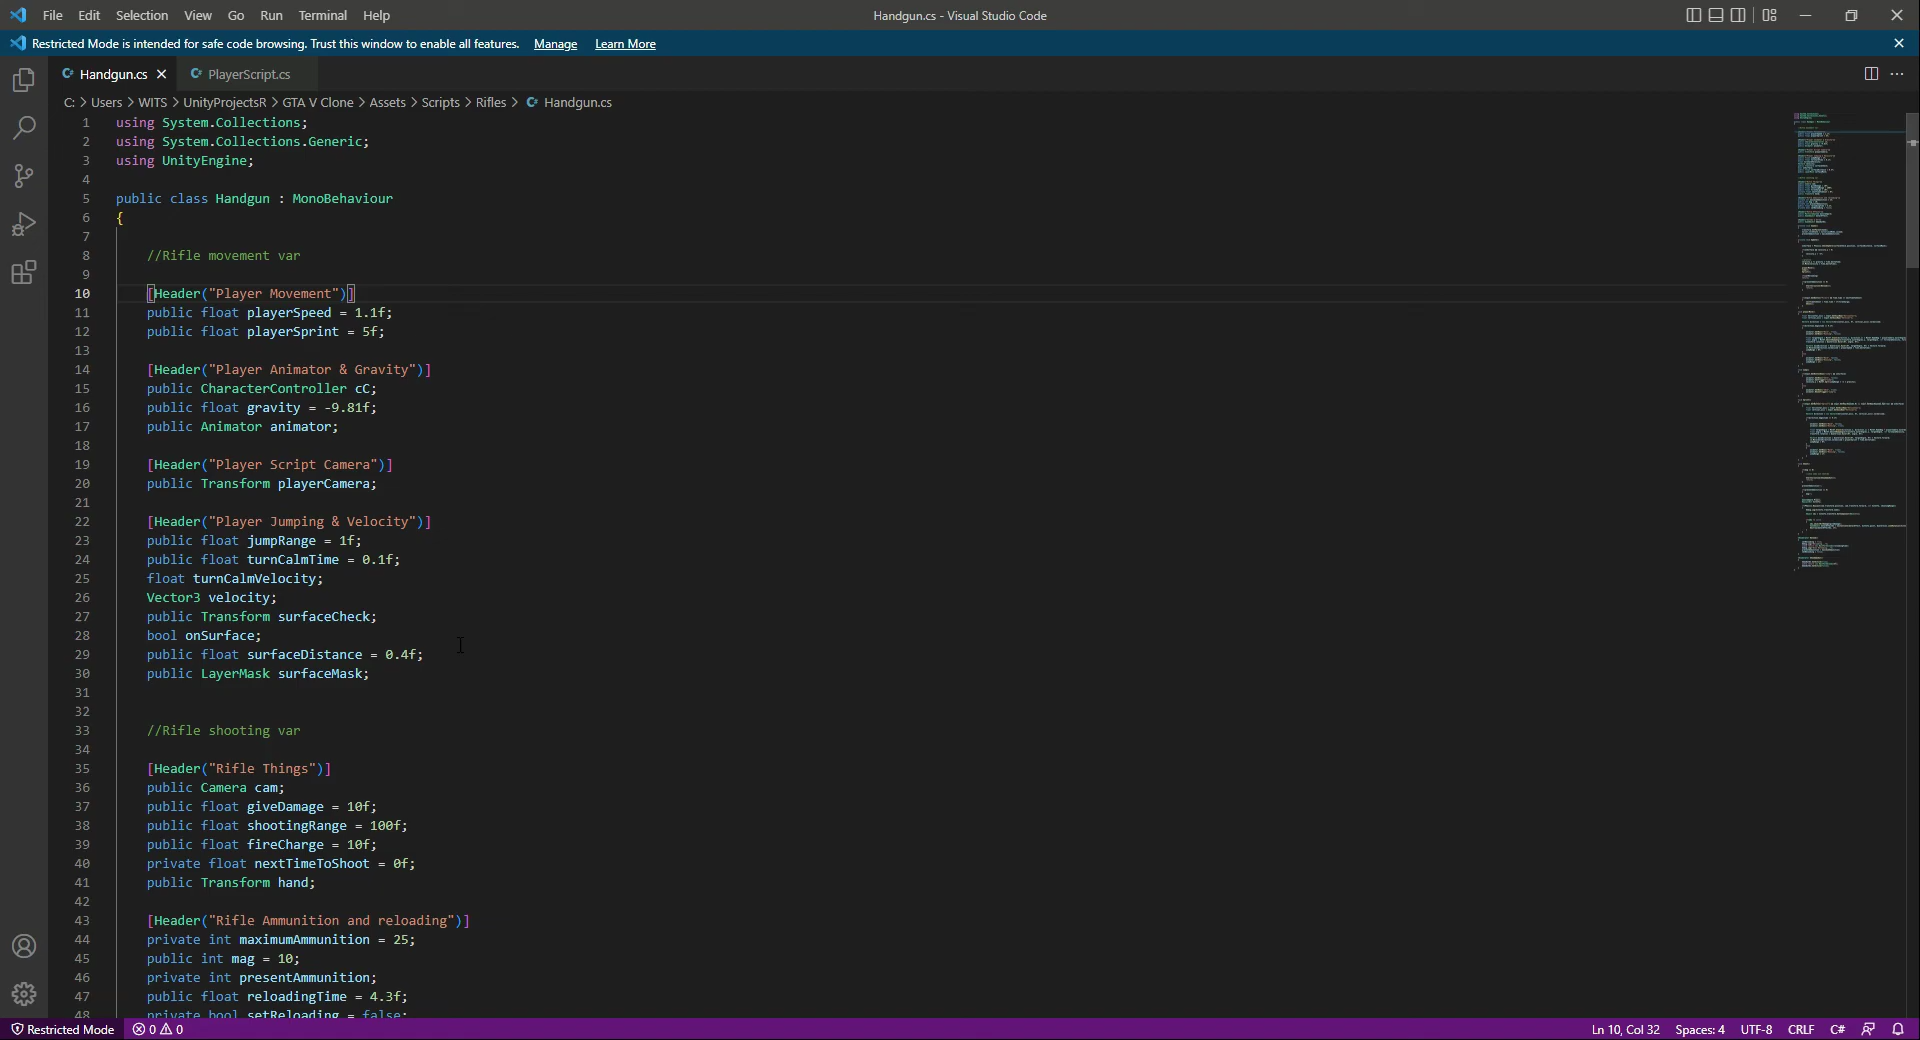 File Edit Selection View Go Run Terminal Help
Handgun.cs - Visual Studio Code
Restricted Mode is intended for safe code browsing. Trust this window to enable all features. Manage Learn More
Handgun.cs PlayerScript.cs
C: > Users > WITS > UnityProjectsR > GTA V Clone > Assets > Scripts > Rifles > Handgun.cs
1 using System.Collections;
2 using System.Collections.Generic;
3 using UnityEngine;
4
5 public class Handgun : MonoBehaviour
6 {
7
8 //Rifle movement var
9
10 [Header("Player Movement")]
11 public float playerSpeed = 1.1f;
12 public float playerSprint = 5f;
13
14 [Header("Player Animator & Gravity")]
15 public CharacterController cC;
16 public float gravity = -9.81f;
17 public Animator animator;
18
19 [Header("Player Script Camera")]
20 public Transform playerCamera;
21
22 [Header("Player Jumping & Velocity")]
23 public float jumpRange = 1f;
24 public float turnCalmTime = 0.1f;
25 float turnCalmVelocity;
26 Vector3 velocity;
27 public Transform surfaceCheck;
28 bool onSurface;
29 public float surfaceDistance = 0.4f;
30 public LayerMask surfaceMask;
31
32
33 //Rifle shooting var
34
35 [Header("Rifle Things")]
36 public Camera cam;
37 public float giveDamage = 10f;
38 public float shootingRange = 100f;
39 public float fireCharge = 10f;
40 private float nextTimeToShoot = 0f;
41 public Transform hand;
42
43 [Header("Rifle Ammunition and reloading")]
44 private int maximumAmmunition = 25;
45 public int mag = 10;
46 private int presentAmmunition;
47 public float reloadingTime = 4.3f;
48 private bool setReloading = false;
Restricted Mode 0 0 Ln 10, Col 32 Spaces: 4 UTF-8 CRLF C#